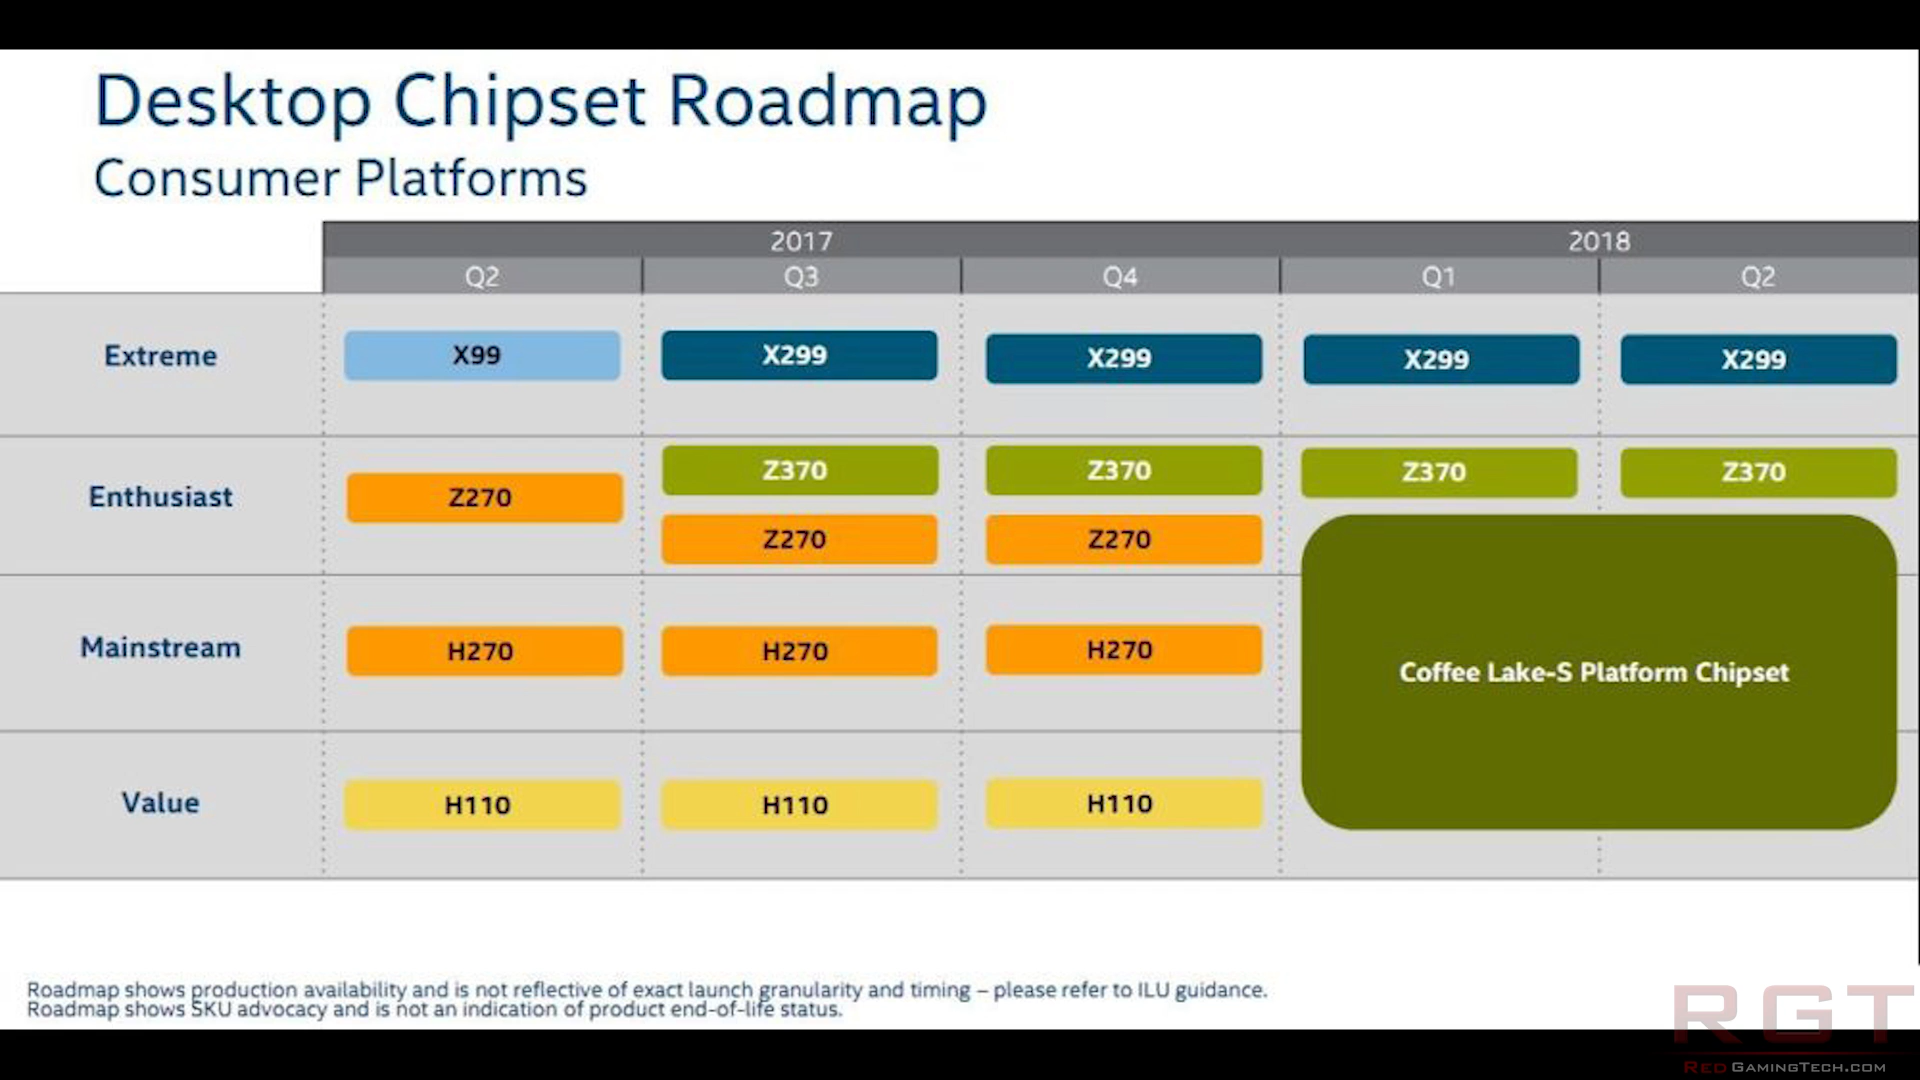 Desktop Chipset Roadmap
Consumer Platforms
2017 2018
Q2 Q3 Q4 Q1 Q2
Extreme X99 X299 X299 X299 X299
Z370 Z370 Z370 Z370
Enthusiast Z270
Z270 Z270
Mainstream H270 H270 H270
Coffee Lake-S Platform Chipset
Value H110 H110 H110
Roadmap shows production availability and is not reflective of exact launch granularity and timing – please refer to ILU guidance.
Roadmap shows SKU advocacy and is not an indication of product end-of-life status.
RGT
REDGAMINGTECH.COM